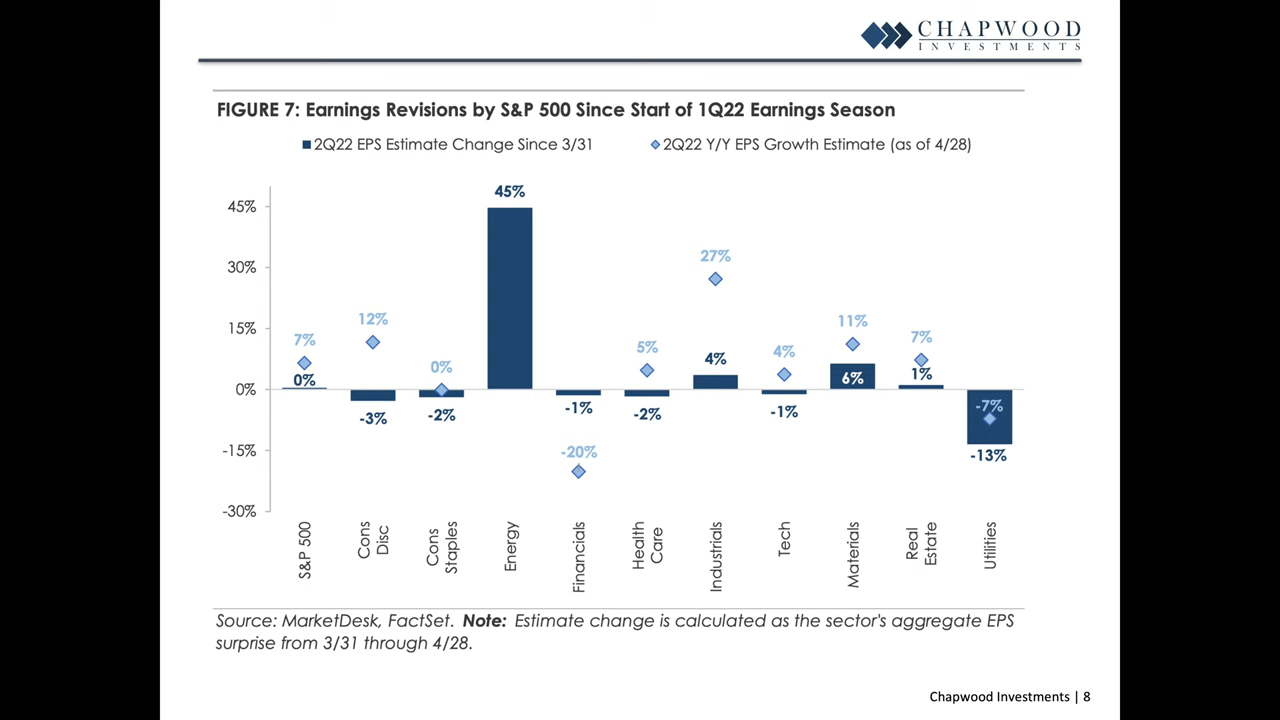 CHAPWOOD
INVESTMENTS
FIGURE 7: Earnings Revisions by S&P 500 Since Start of 1Q22 Earnings Season
2Q22 EPS Estimate Change Since 3/31
2Q22 Y/Y EPS Growth Estimate (as of 4/28)
45%
30%
15%
0%
-15%
-30%
7%
0%
12%
-3%
0%
-2%
45%
-1%
-20%
5%
-2%
27%
4%
4%
-1%
11%
6%
7%
1%
-7%
-13%
S&P 500
Cons
Disc
Cons
Staples
Energy
Financials
Health
Care
Industrials
Tech
Materials
Real
Estate
Utilities
Source: MarketDesk, FactSet. Note: Estimate change is calculated as the sector's aggregate EPS
surprise from 3/31 through 4/28.
Chapwood Investments | 8